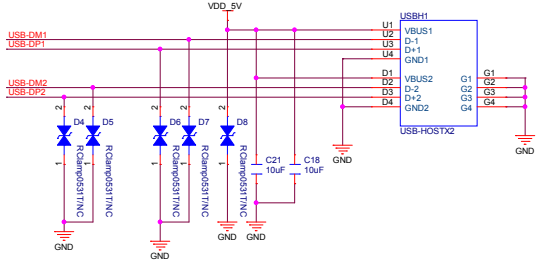 VDD_5V
USBH1
USB-DM1
USB-DP1
U1 VBUS1
U2 D-1
U3 D+1
U4 GND1
USB-DM2
USB-DP2
D1 VBUS2 G1 G1
D2 D-2 G2 G2
D3 D+2 G3 G3
D4 GND2 G4 G4
USB-HOSTX2
2 2 2 2 2
D4 D5 D6 D7 D8
RClamp0531T/NC RClamp0531T/NC RClamp0531T/NC RClamp0531T/NC RClamp0531T/NC
1 1 1 1 1
C21 C18
10uF 10uF
GND GND
GND GND GND GND